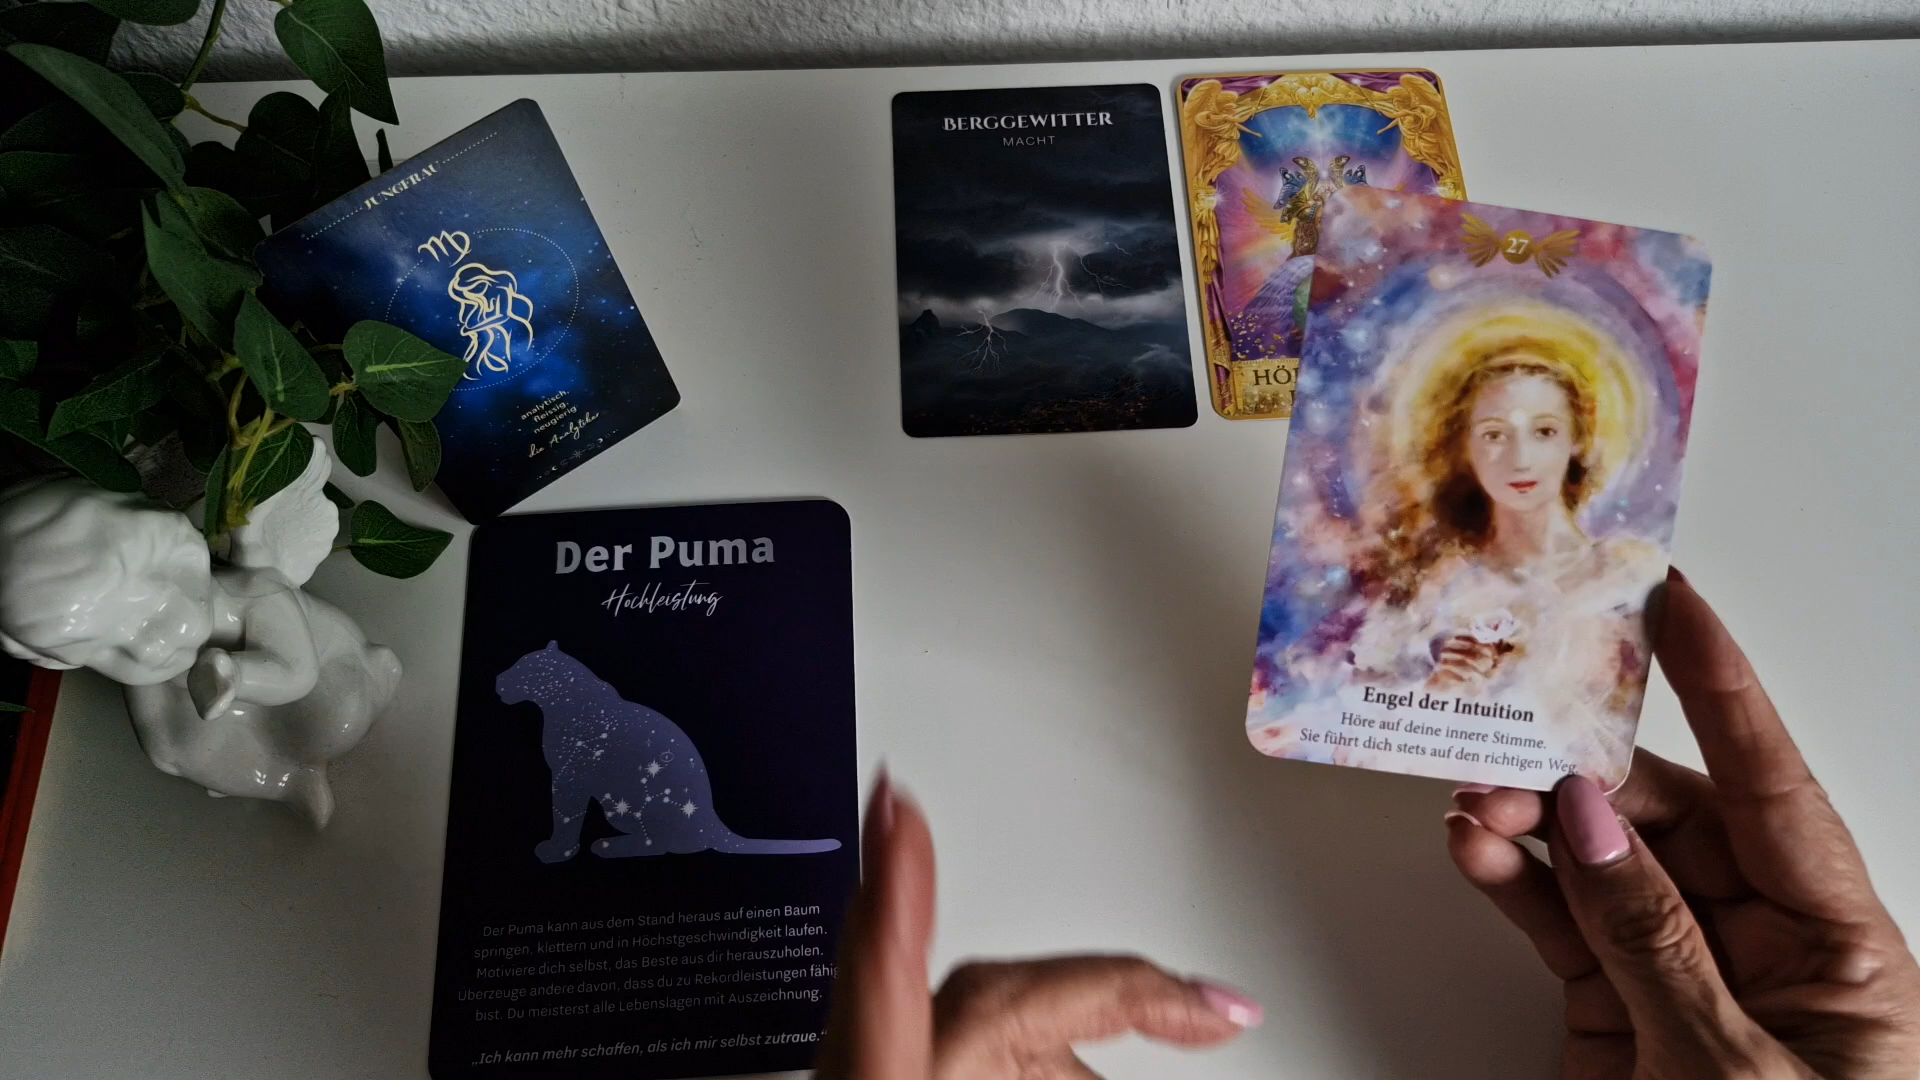 JUNGFRAU
analytisch,
fleissig,
neugierig
die Analytiker
BERGGEWITTER
MACHT
27
Engel der Intuition
Höre auf deine innere Stimme.
Sie führt dich stets auf den richtigen Weg.
Der Puma
Hochleistung
Der Puma kann aus dem Stand heraus auf einen Baum
springen, klettern und in Höchstgeschwindigkeit laufen.
Motiviere dich selbst, das Beste aus dir herauszuholen.
Überzeuge andere davon, dass du zu Rekordleistungen fähig
bist. Du meisterst alle Lebenslagen mit Auszeichnung.
„Ich kann mehr schaffen, als ich mir selbst zutraue.“